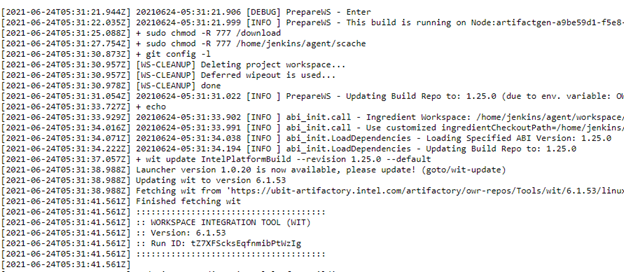 [2021-06-24T05:31:21.944Z] 20210624-05:31:21.906 [DEBUG] PrepareWS - Enter
[2021-06-24T05:31:22.035Z] 20210624-05:31:21.999 [INFO ] PrepareWS - This build is running on Node:artifactgen-a9be59d1-f5e8-
[2021-06-24T05:31:25.088Z] + sudo chmod -R 777 /download
[2021-06-24T05:31:27.754Z] + sudo chmod -R 777 /home/jenkins/agent/scache
[2021-06-24T05:31:30.873Z] + git config -l
[2021-06-24T05:31:30.957Z] [WS-CLEANUP] Deleting project workspace...
[2021-06-24T05:31:30.957Z] [WS-CLEANUP] Deferred wipeout is used...
[2021-06-24T05:31:30.978Z] [WS-CLEANUP] done
[2021-06-24T05:31:31.054Z] 20210624-05:31:31.022 [INFO ] PrepareWS - Updating Build Repo to: 1.25.0 (due to env. variable: OW
[2021-06-24T05:31:33.727Z] + echo
[2021-06-24T05:31:33.929Z] 20210624-05:31:33.902 [INFO ] abi_init.call - Ingredient Workspace: /home/jenkins/agent/workspace/
[2021-06-24T05:31:34.016Z] 20210624-05:31:33.991 [INFO ] abi_init.call - Use customized ingredientCheckoutPath=/home/jenkins/
[2021-06-24T05:31:34.071Z] 20210624-05:31:34.038 [INFO ] abi_init.LoadDependencies - Loading Specified ABI Version: 1.25.0
[2021-06-24T05:31:34.222Z] 20210624-05:31:34.194 [INFO ] abi_init.LoadDependencies - Updating Build Repo to: 1.25.0
[2021-06-24T05:31:37.057Z] + wit update IntelPlatformBuild --revision 1.25.0 --default
[2021-06-24T05:31:38.988Z] Launcher version 1.0.20 is now available, please update! (goto/wit-update)
[2021-06-24T05:31:38.988Z] Updating wit to version 6.1.53
[2021-06-24T05:31:38.988Z] Fetching wit from 'https://ubit-artifactory.intel.com/artifactory/owr-repos/Tools/wit/6.1.53/linux
[2021-06-24T05:31:41.561Z] Finished fetching wit
[2021-06-24T05:31:41.561Z] :::::::::::::::::::::::::::::::::::::
[2021-06-24T05:31:41.561Z] :: WORKSPACE INTEGRATION TOOL (WIT)
[2021-06-24T05:31:41.561Z] :: Version: 6.1.53
[2021-06-24T05:31:41.561Z] :: Run ID: tZ7XFScksEqfnmibPtWzIg
[2021-06-24T05:31:41.561Z] :::::::::::::::::::::::::::::::::::::
[2021-06-24T05:31:41.561Z]